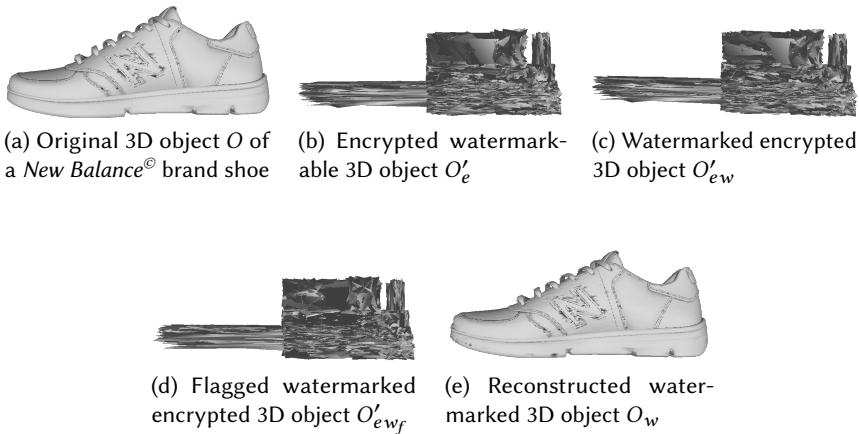 (a) Original 3D object O of
a New Balance© brand shoe
(b) Encrypted watermark-
able 3D object O′e
(c) Watermarked encrypted
3D object O′ew
(d) Flagged watermarked
encrypted 3D object O′ewf
(e) Reconstructed water-
marked 3D object Ow